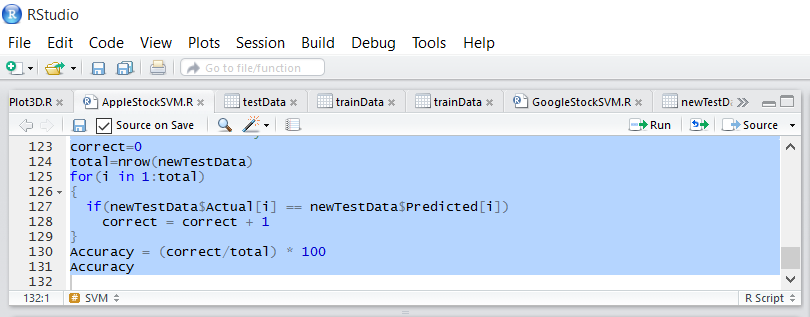 RStudio
File Edit Code View Plots Session Build Debug Tools Help
Go to file/function
Plot3D.R AppleStockSVM.R testData trainData trainData GoogleStockSVM.R newTestDa
Source on Save Run Source
123 correct=0
124 total=nrow(newTestData)
125 for(i in 1:total)
126 {
127 if(newTestData$Actual[i] == newTestData$Predicted[i])
128 correct = correct + 1
129 }
130 Accuracy = (correct/total) * 100
131 Accuracy
132
132:1 # SVM R Script